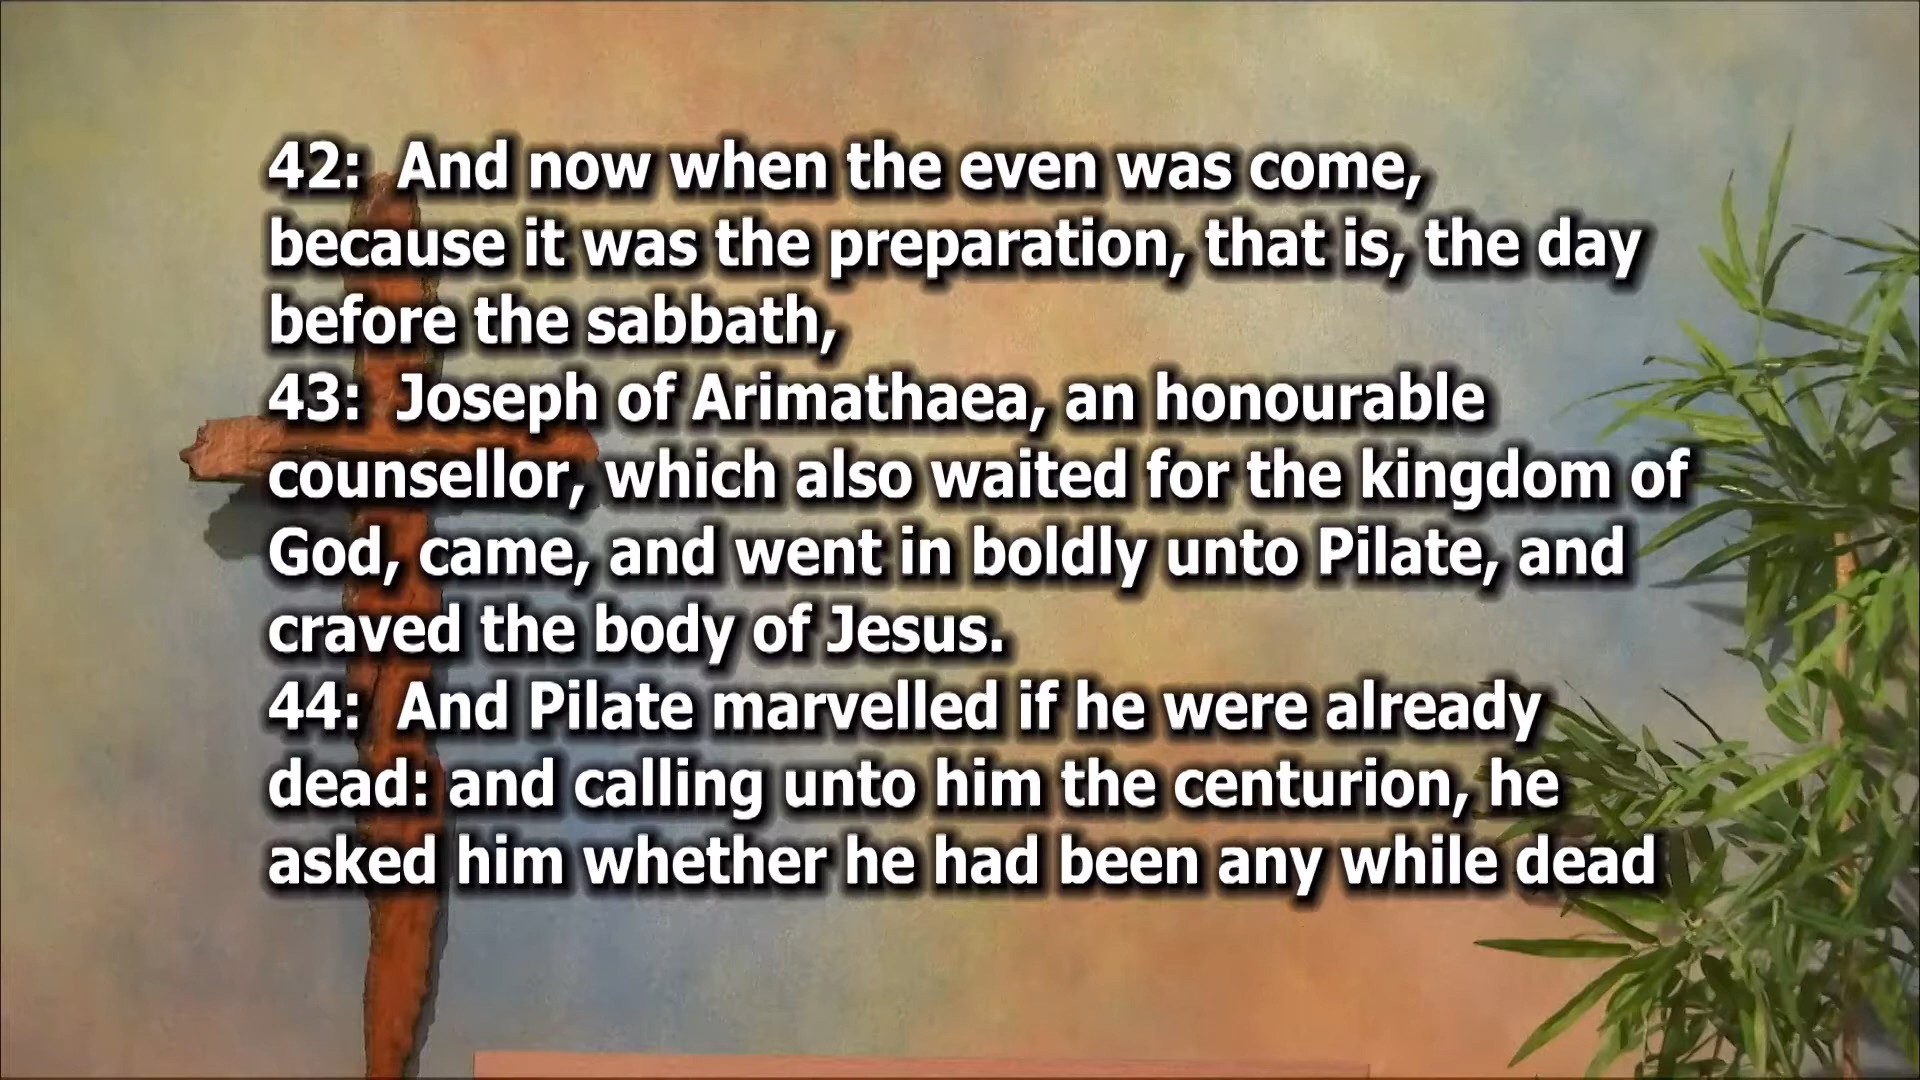 42:  And now when the even was come,
because it was the preparation, that is, the day
before the sabbath,
43:  Joseph of Arimathaea, an honourable
counsellor, which also waited for the kingdom of
God, came, and went in boldly unto Pilate, and
craved the body of Jesus.
44:  And Pilate marvelled if he were already
dead: and calling unto him the centurion, he
asked him whether he had been any while dead